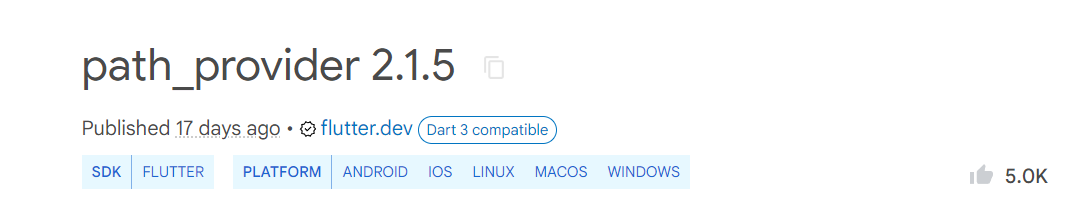 path_provider 2.1.5
Published 17 days ago • flutter.dev Dart 3 compatible
SDK FLUTTER PLATFORM ANDROID IOS LINUX MACOS WINDOWS 5.0K